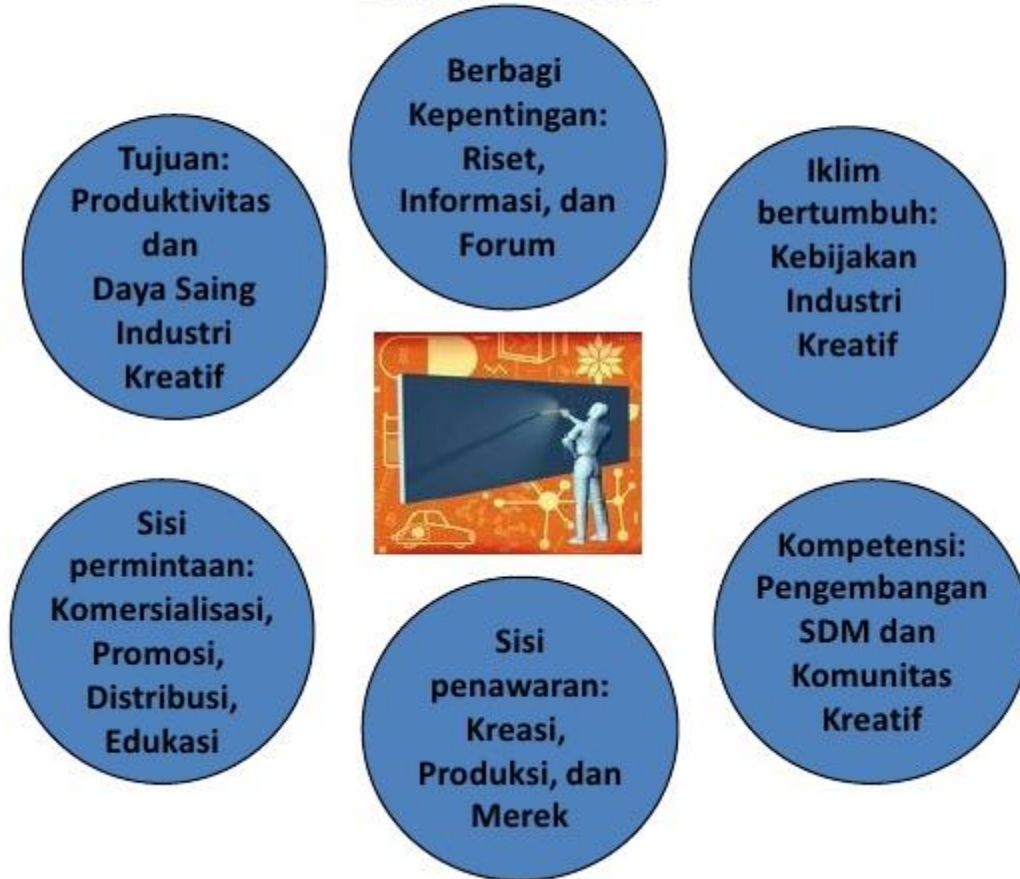 Berbagi
Kepentingan:
Riset,
Informasi, dan
Forum
Tujuan:
Produktivitas
dan
Daya Saing
Industri
Kreatif
Iklim
bertumbuh:
Kebijakan
Industri
Kreatif
Sisi
permintaan:
Komersialisasi,
Promosi,
Distribusi,
Edukasi
Sisi
penawaran:
Kreasi,
Produksi, dan
Merek
Kompetensi:
Pengembangan
SDM dan
Komunitas
Kreatif